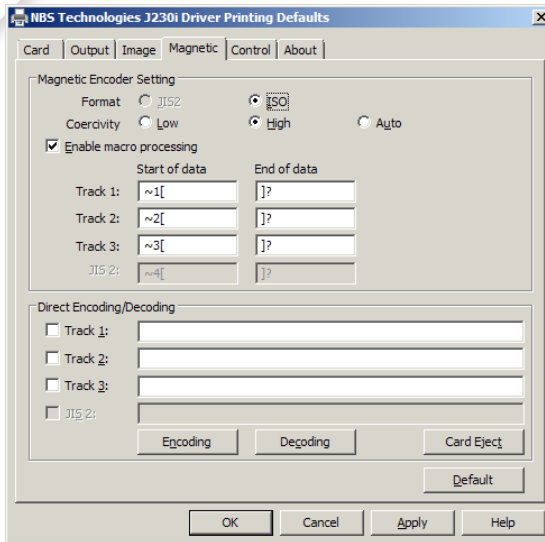 NBS Technologies J230i Driver Printing Defaults
Card Output Image Magnetic Control About
Magnetic Encoder Setting
Format JIS2 ISO
Coercivity Low High Auto
Enable macro processing
Start of data End of data
Track 1: ~1[ ]?
Track 2: ~2[ ]?
Track 3: ~3[ ]?
JIS 2: ~4[ ]?
Direct Encoding/Decoding
Track 1:
Track 2:
Track 3:
JIS 2:
Encoding Decoding Card Eject
Default
OK Cancel Apply Help